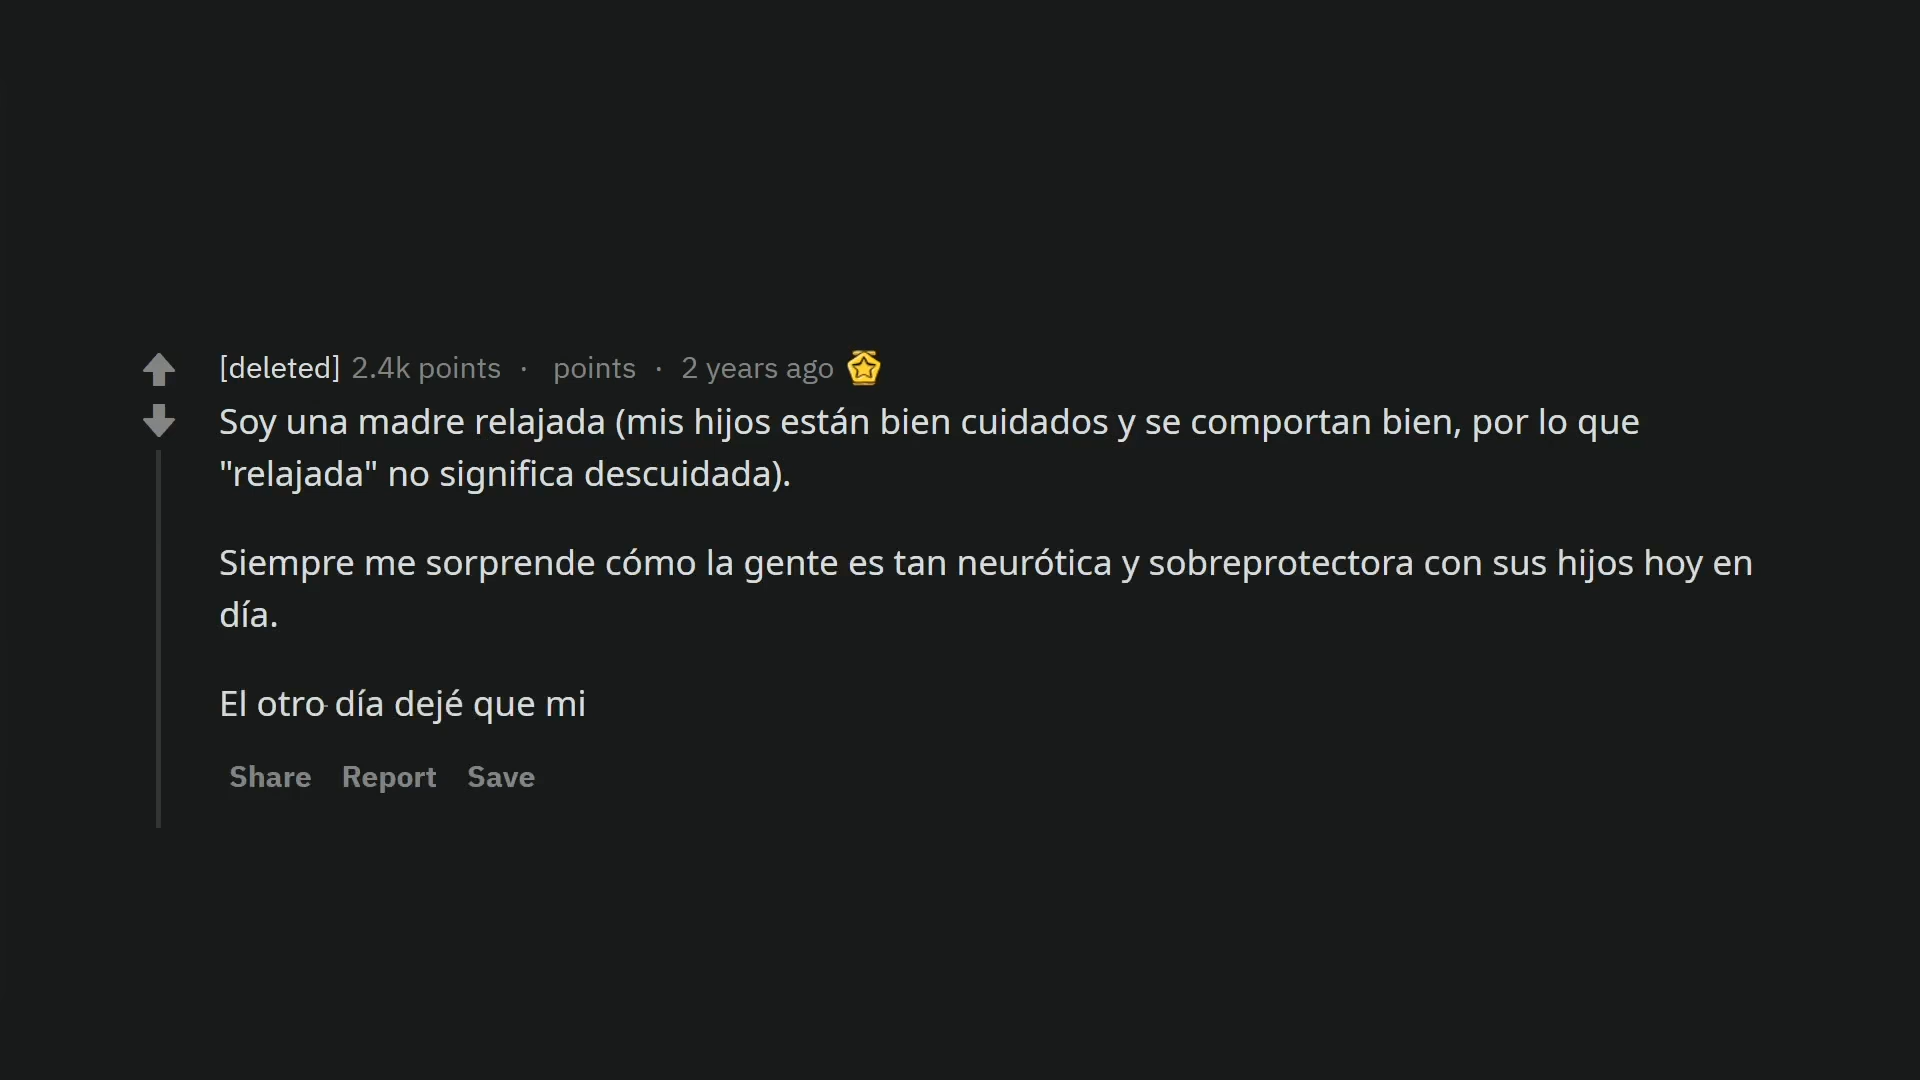 [deleted] 2.4k points · points · 2 years ago
Soy una madre relajada (mis hijos están bien cuidados y se comportan bien, por lo que
"relajada" no significa descuidada).
Siempre me sorprende cómo la gente es tan neurótica y sobreprotectora con sus hijos hoy en
día.
El otro día dejé que mi
Share Report Save